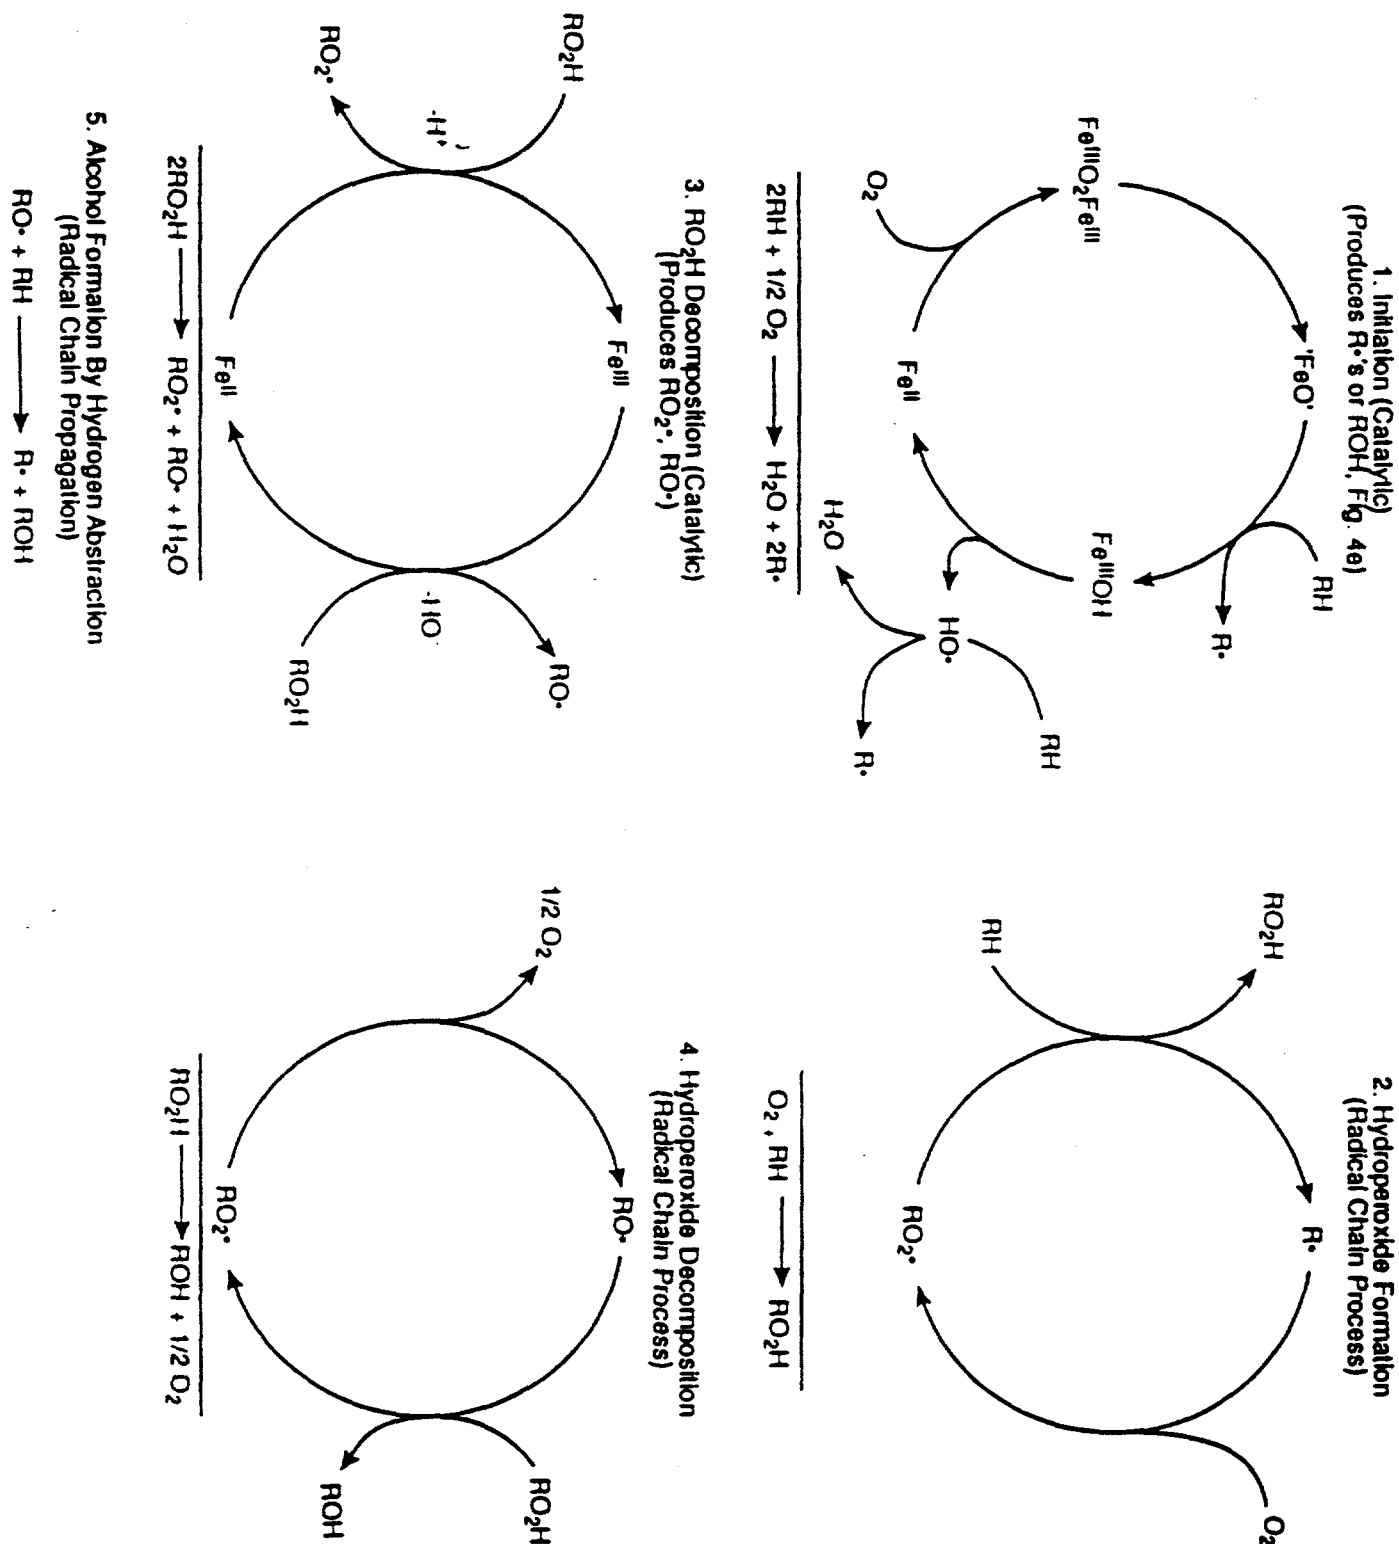 1. Initiation (Catalytic)
(Produces R•'s or ROH, Fig. 4e)
'FeO'
RH
R•
Fe^III O2 Fe^III
Fe^III OH
O2
Fe^II
HO•
RH
H2O
R•
2RH + 1/2 O2 ⟶ H2O + 2R•
2. Hydroperoxide Formation
(Radical Chain Process)
R•
O2
RO2H
RH
RO2•
O2 , RH ⟶ RO2H
3. RO2H Decomposition (Catalytic)
(Produces RO2•, RO•)
Fe^III
RO2H
RO•
-H+
-HO
RO2•
RO2H
Fe^II
2RO2H ⟶ RO2• + RO• + H2O
4. Hydroperoxide Decomposition
(Radical Chain Process)
RO•
1/2 O2
RO2H
ROH
RO2•
RO2H ⟶ ROH + 1/2 O2
5. Alcohol Formation By Hydrogen Abstraction
(Radical Chain Propagation)
RO• + RH ⟶ R• + ROH